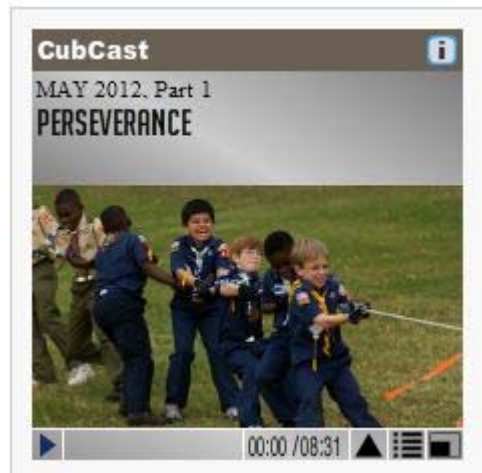 CubCast
i
MAY 2012, Part 1
PERSEVERANCE
00:00 /08:31